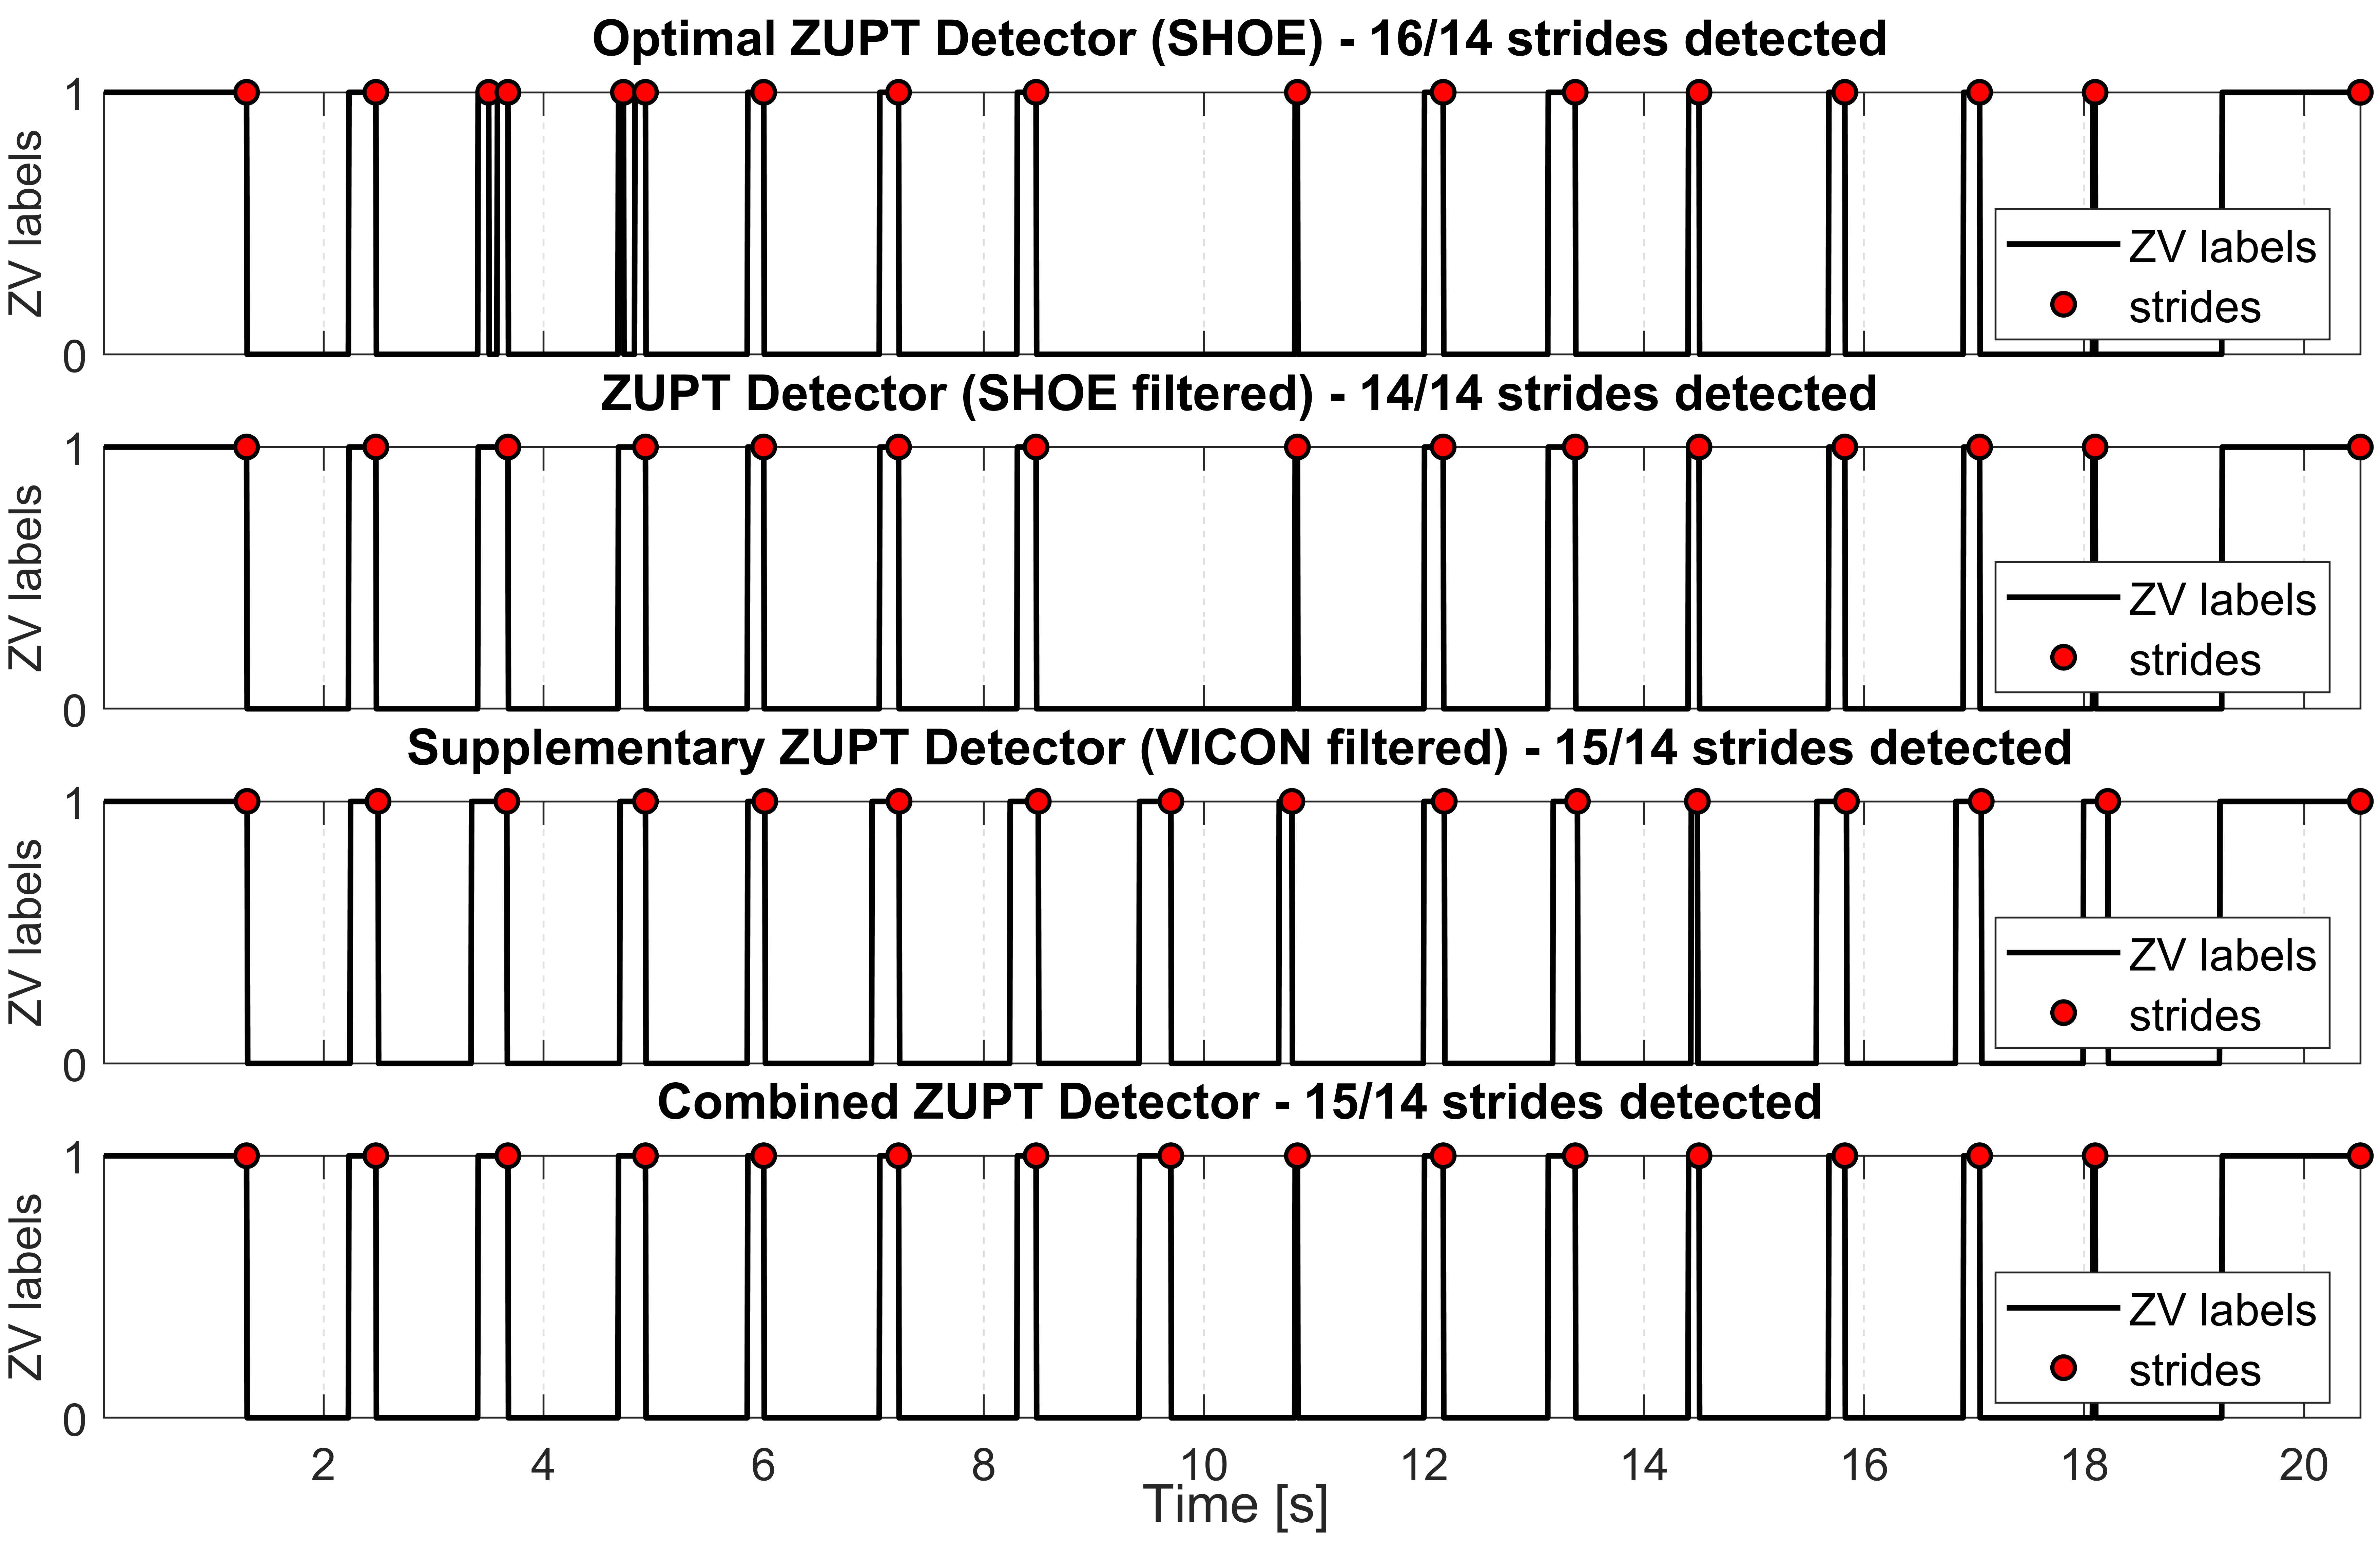 Optimal ZUPT Detector (SHOE) - 16/14 strides detected
1
ZV labels
0
ZV labels
strides
ZUPT Detector (SHOE filtered) - 14/14 strides detected
1
ZV labels
0
ZV labels
strides
Supplementary ZUPT Detector (VICON filtered) - 15/14 strides detected
1
ZV labels
0
ZV labels
strides
Combined ZUPT Detector - 15/14 strides detected
1
ZV labels
0
ZV labels
strides
2 4 6 8 10 12 14 16 18 20
Time [s]